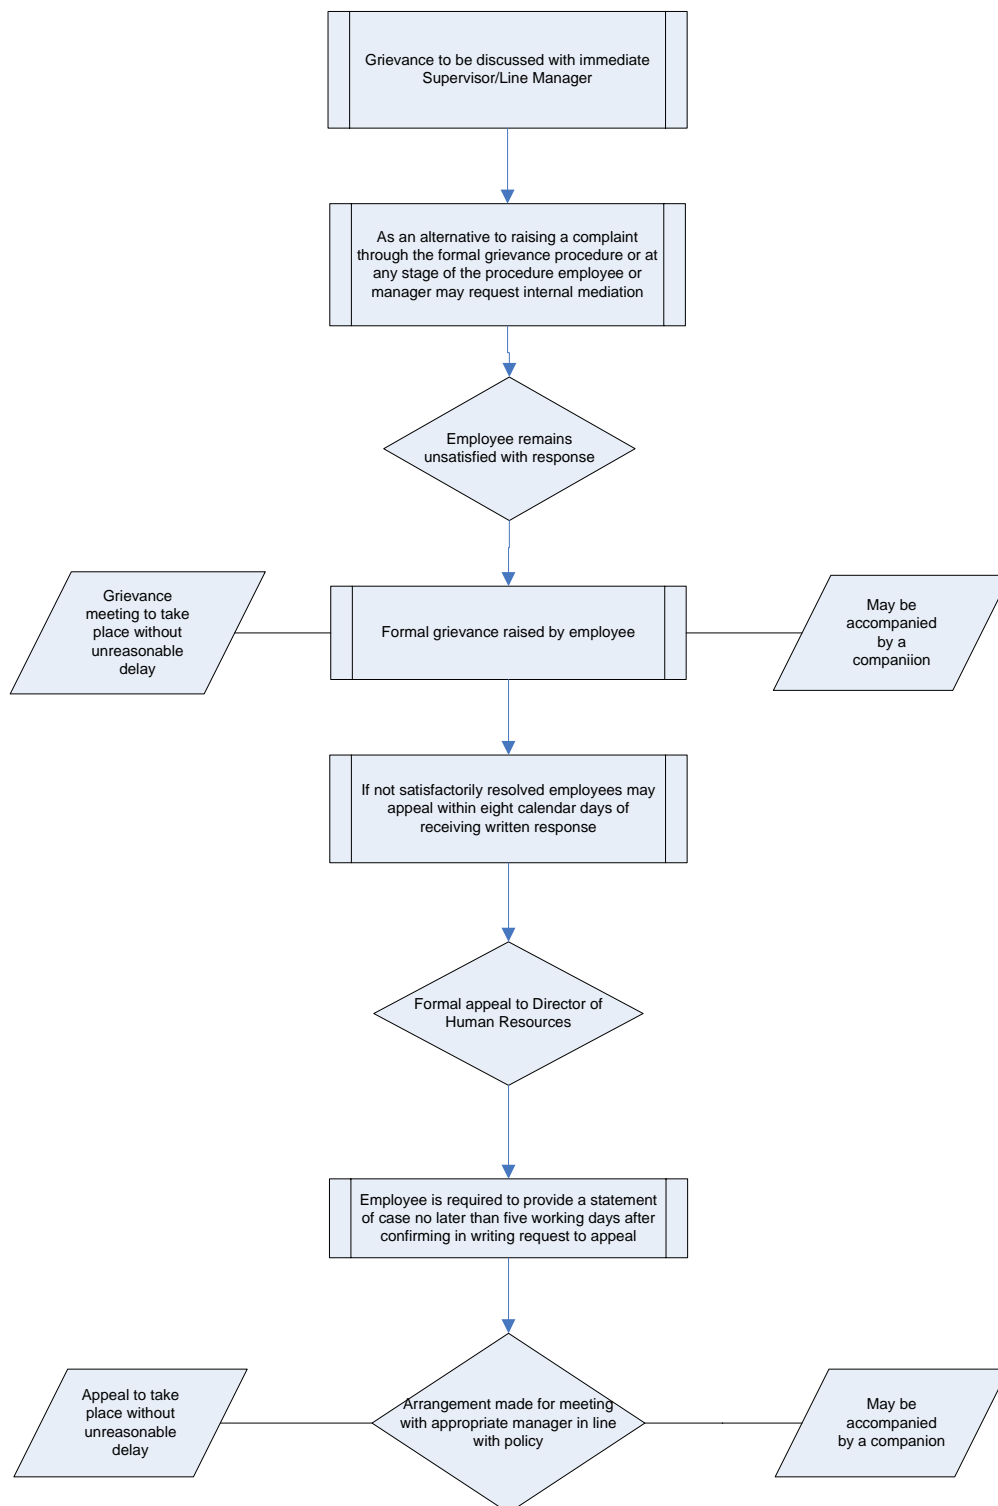 Grievance to be discussed with immediate
Supervisor/Line Manager
As an alternative to raising a complaint
through the formal grievance procedure or at
any stage of the procedure employee or
manager may request internal mediation
Employee remains
unsatisfied with response
Grievance
meeting to take
place without
unreasonable
delay
Formal grievance raised by employee
May be
accompanied
by a
companiion
If not satisfactorily resolved employees may
appeal within eight calendar days of
receiving written response
Formal appeal to Director of
Human Resources
Employee is required to provide a statement
of case no later than five working days after
confirming in writing request to appeal
Appeal to take
place without
unreasonable
delay
Arrangement made for meeting
with appropriate manager in line
with policy
May be
accompanied
by a companion